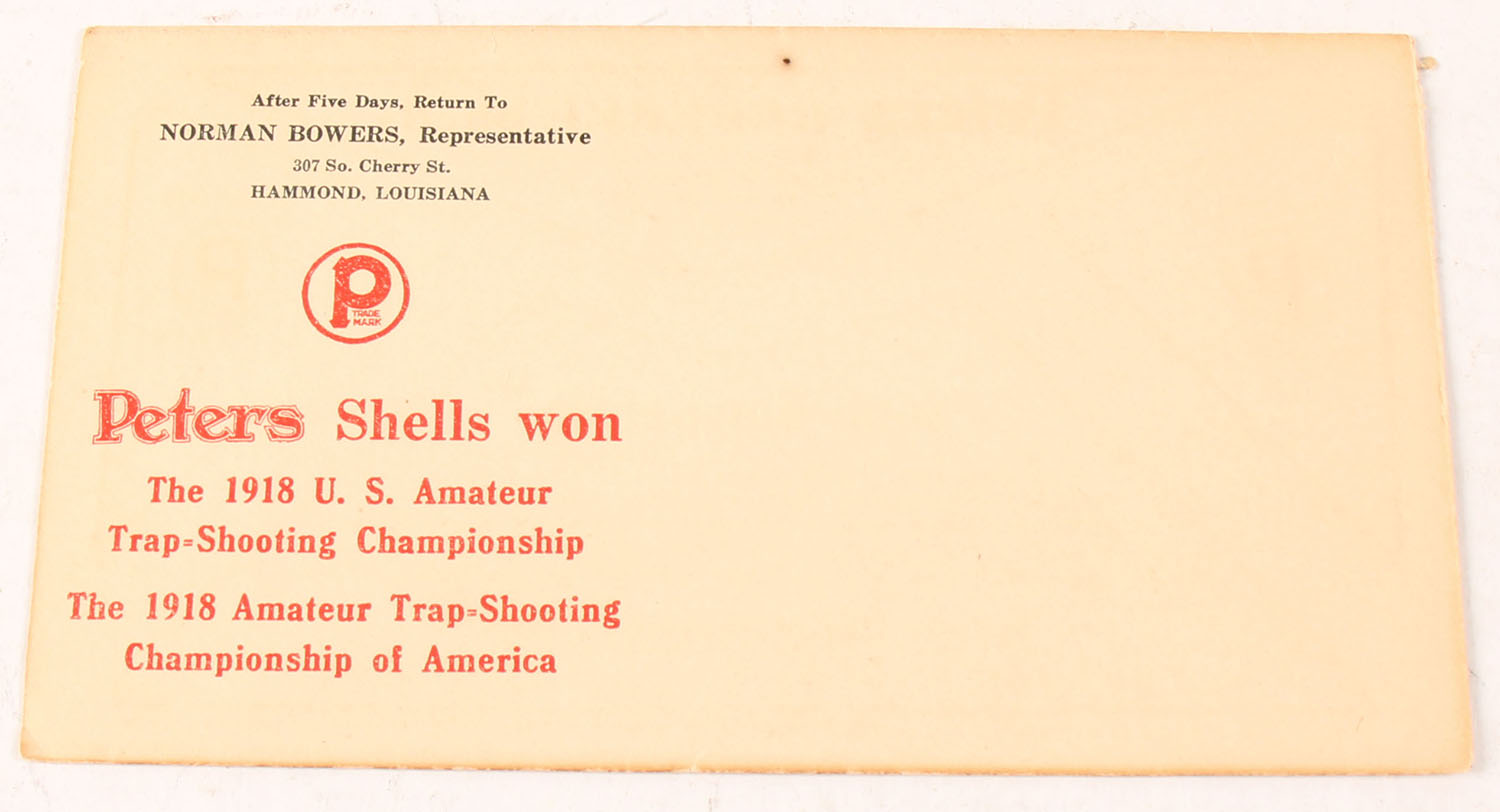 After Five Days, Return To
NORMAN BOWERS, Representative
307 So. Cherry St.
HAMMOND, LOUISIANA
P
TRADE
MARK
Peters Shells won
The 1918 U. S. Amateur
Trap=Shooting Championship
The 1918 Amateur Trap=Shooting
Championship of America